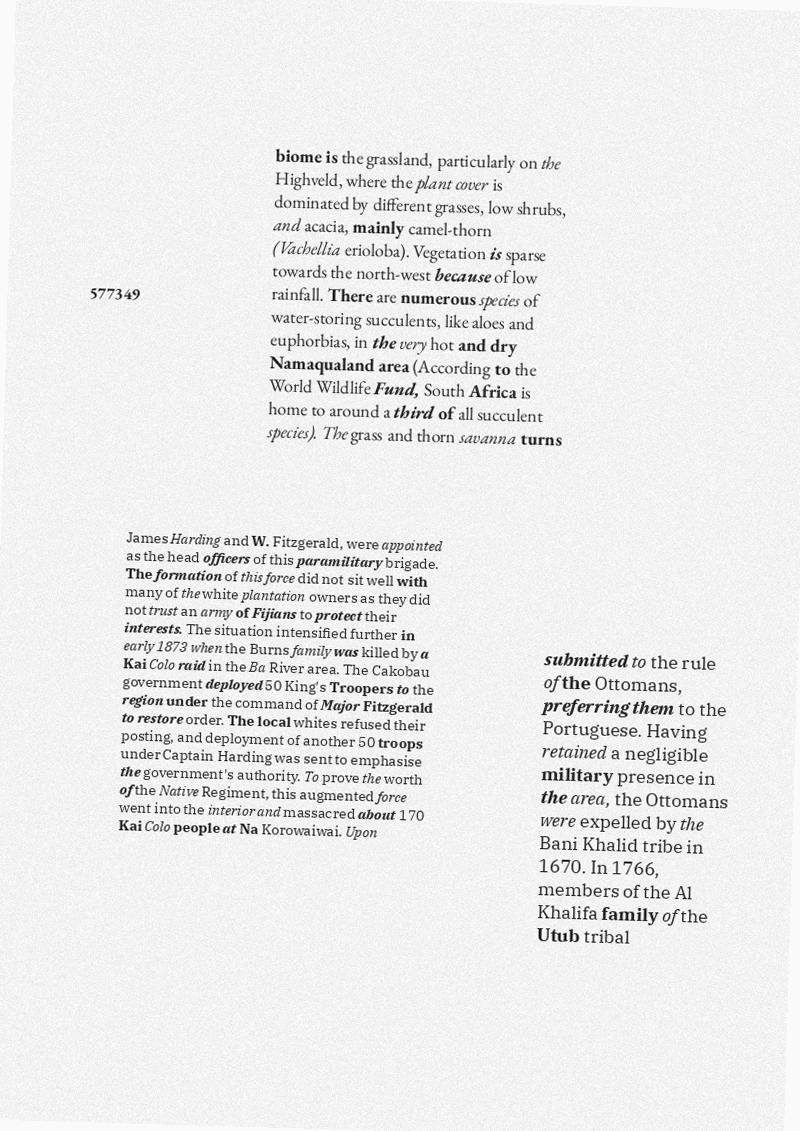 biome is the grassland, particularly on the
Highveld, where the plant cover is
dominated by different grasses, low shrubs,
and acacia, mainly camel-thorn
(Vachellia erioloba). Vegetation is sparse
towards the north-west because of low
rainfall. There are numerous species of
water-storing succulents, like aloes and
euphorbias, in the very hot and dry
Namaqualand area (According to the
World Wildlife Fund, South Africa is
home to around a third of all succulent
species). The grass and thorn savanna turns
577349
James Harding and W. Fitzgerald, were appointed
as the head officers of this paramilitary brigade.
The formation of this force did not sit well with
many of the white plantation owners as they did
not trust an army of Fijians to protect their
interests. The situation intensified further in
early 1873 when the Burns family was killed by a
Kai Colo raid in the Ba River area. The Cakobau
government deployed 50 King's Troopers to the
region under the command of Major Fitzgerald
to restore order. The local whites refused their
posting, and deployment of another 50 troops
under Captain Harding was sent to emphasise
the government's authority. To prove the worth
of the Native Regiment, this augmented force
went into the interior and massacred about 170
Kai Colo people at Na Korowaiwai. Upon
submitted to the rule
of the Ottomans,
preferring them to the
Portuguese. Having
retained a negligible
military presence in
the area, the Ottomans
were expelled by the
Bani Khalid tribe in
1670. In 1766,
members of the Al
Khalifa family of the
Utub tribal